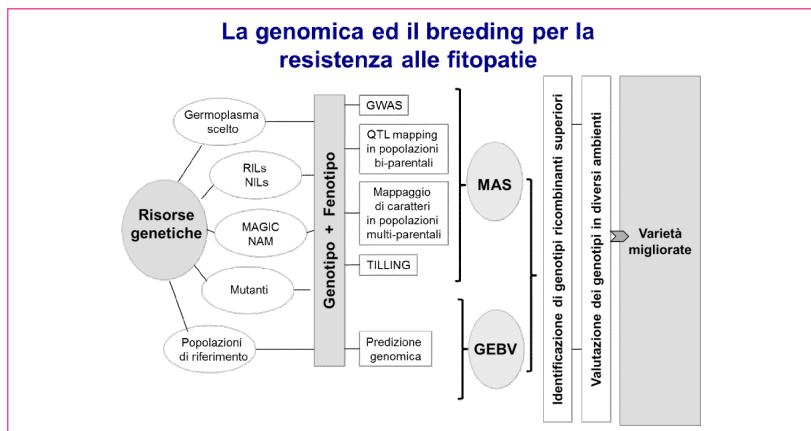 La genomica ed il breeding per la
resistenza alle fitopatie
Germoplasma
scelto
RILs
NILs
Risorse
genetiche
MAGIC
NAM
Mutanti
Popolazioni
di riferimento
Genotipo + Fenotipo
GWAS
QTL mapping
in popolazioni
bi-parentali
Mappaggio
di caratteri
in popolazioni
multi-parentali
TILLING
Predizione
genomica
MAS
GEBV
Identificazione di genotipi ricombinanti superiori
Valutazione dei genotipi in diversi ambienti
Varietà
migliorate